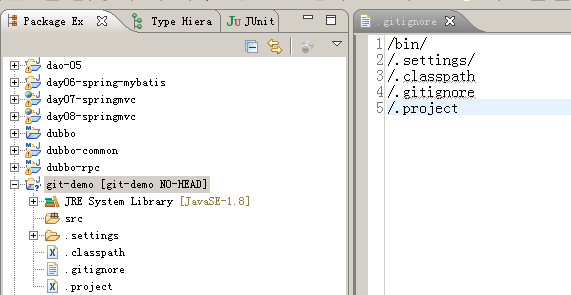 Package Ex
Type Hiera
JUnit
dao-05
day06-spring-mybatis
day07-springmvc
day08-springmvc
dubbo
dubbo-common
dubbo-rpc
git-demo [git-demo NO-HEAD]
JRE System Library [JavaSE-1.8]
src
.settings
.classpath
.gitignore
.project
.gitignore
1 /bin/
2 /.settings/
3 /.classpath
4 /.gitignore
5 /.project